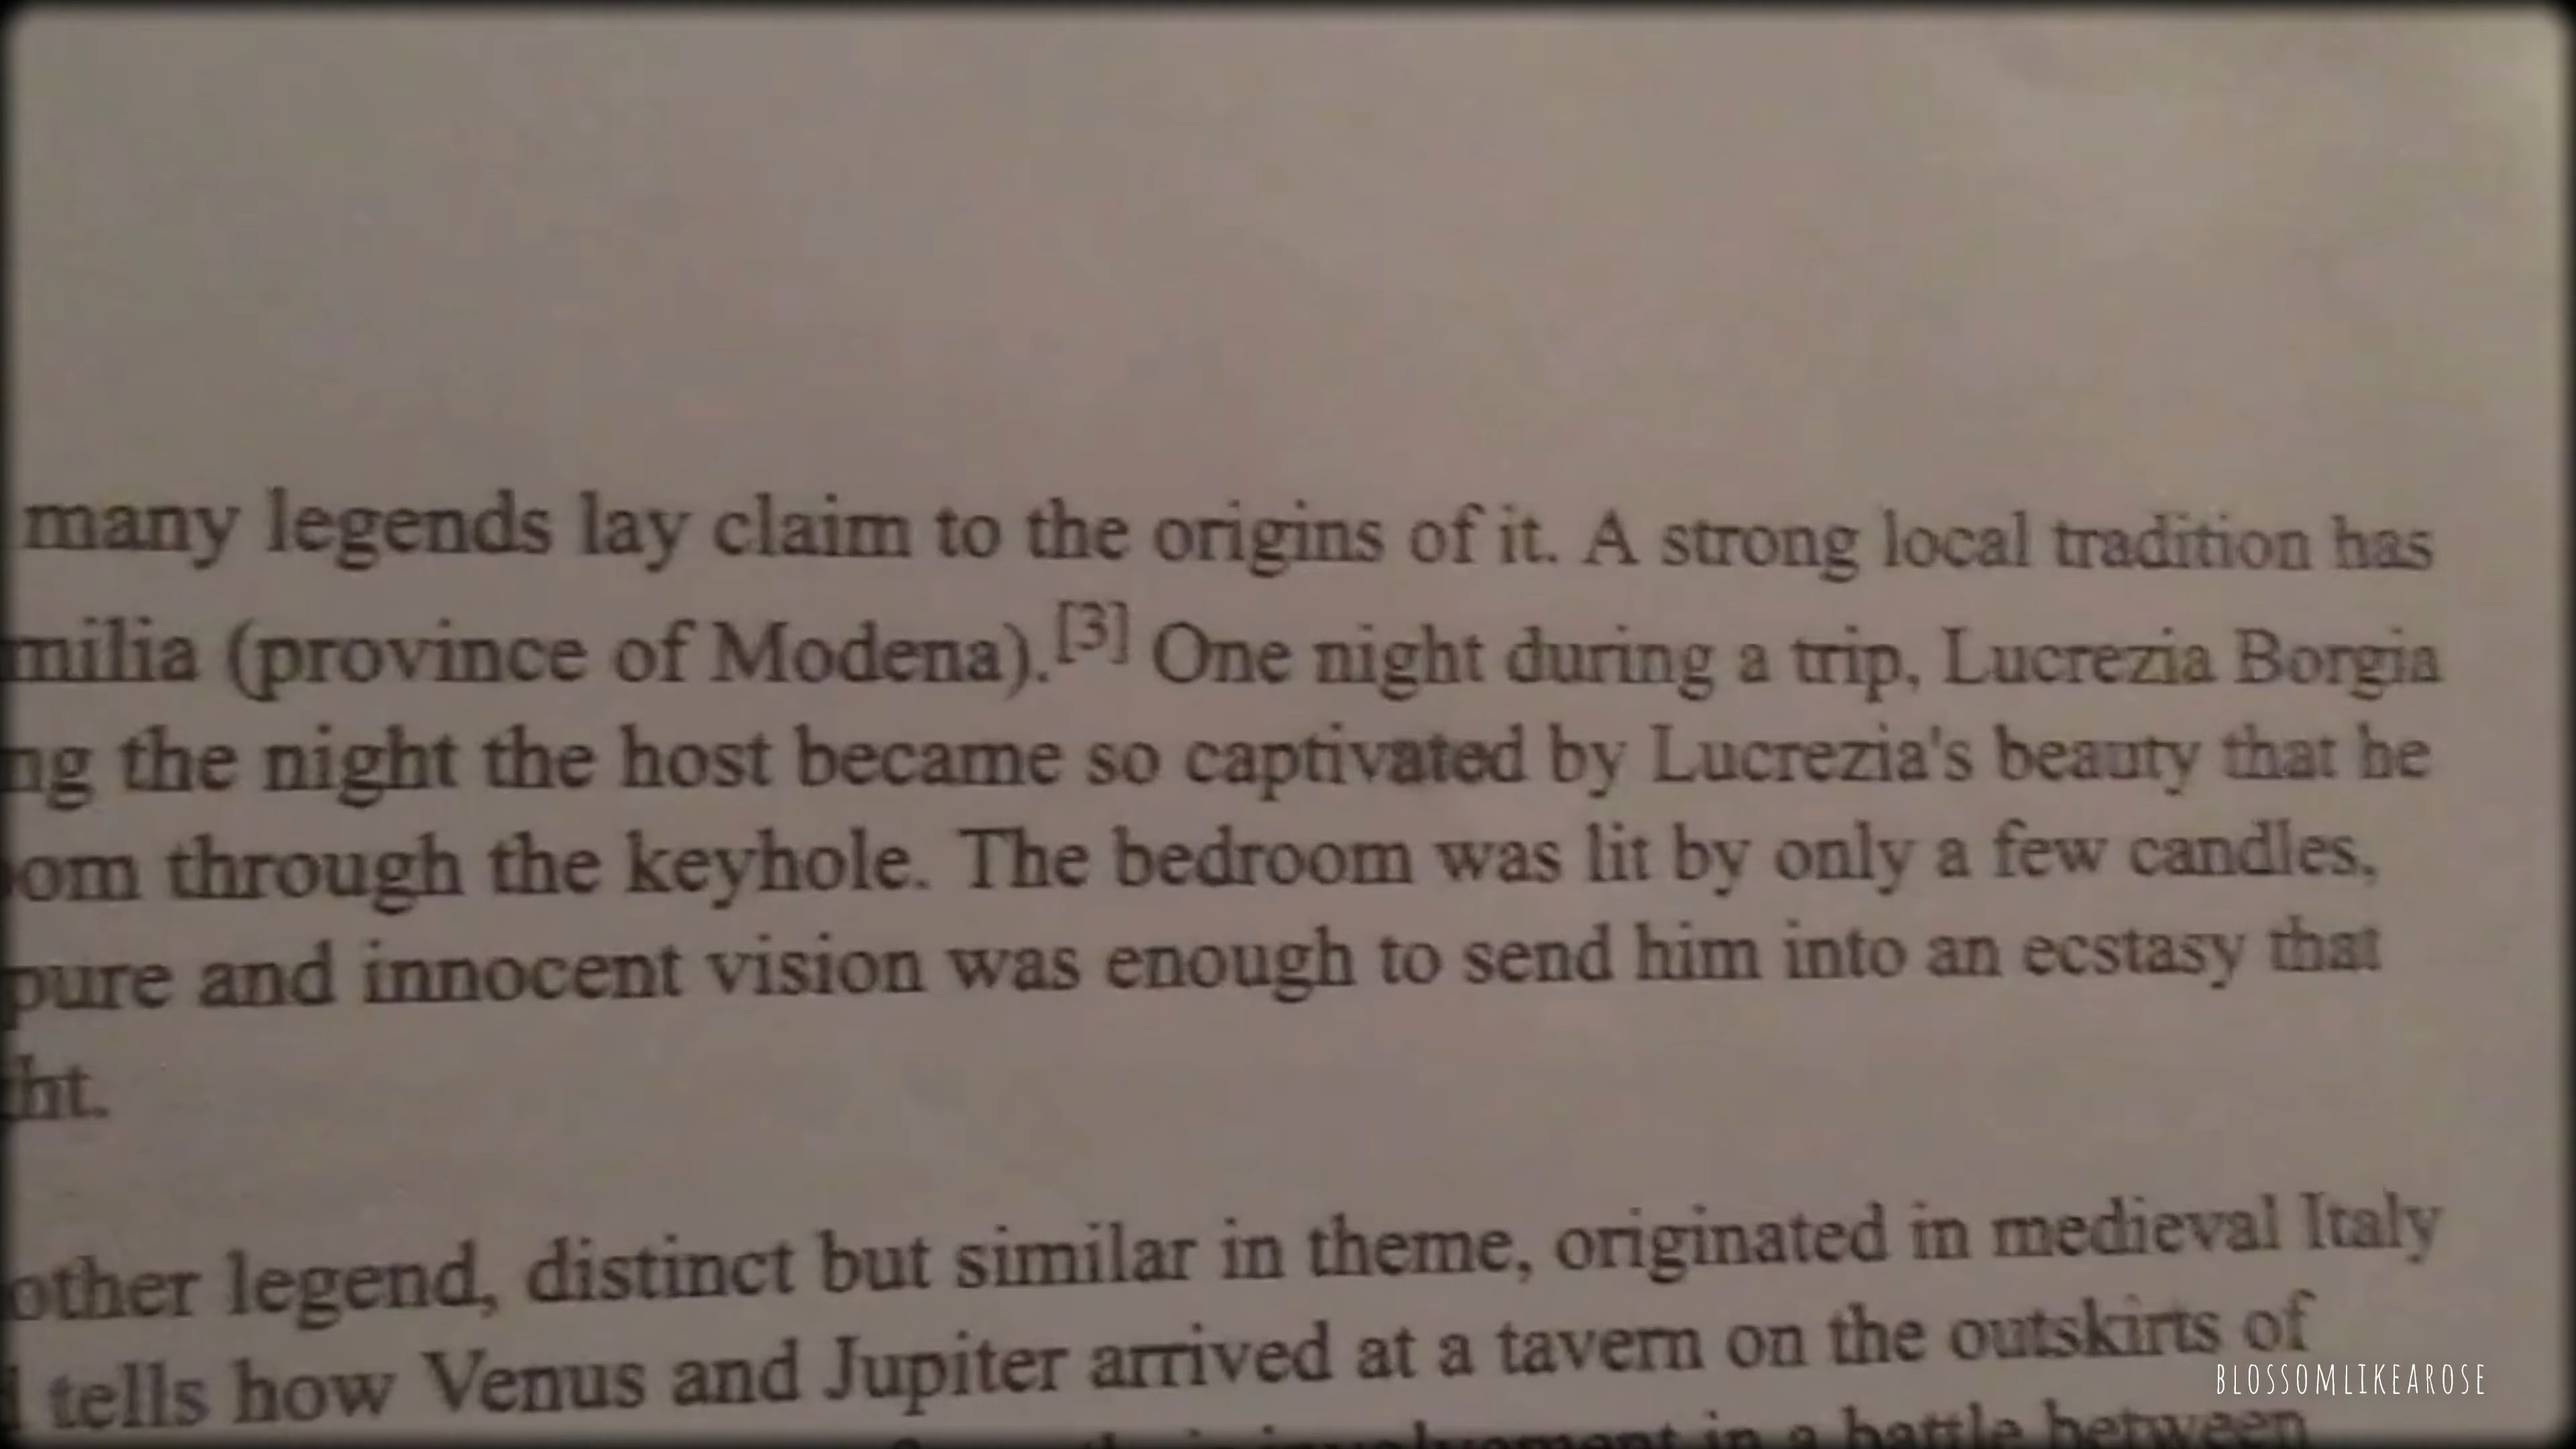 many legends lay claim to the origins of it. A strong local tradition has
milia (province of Modena).[3] One night during a trip, Lucrezia Borgia
ng the night the host became so captivated by Lucrezia's beauty that he
om through the keyhole. The bedroom was lit by only a few candles,
pure and innocent vision was enough to send him into an ecstasy that
ht.
other legend, distinct but similar in theme, originated in medieval Italy
tells how Venus and Jupiter arrived at a tavern on the outskirts of
involvement in a battle between
BLOSSOMLIKEAROSE